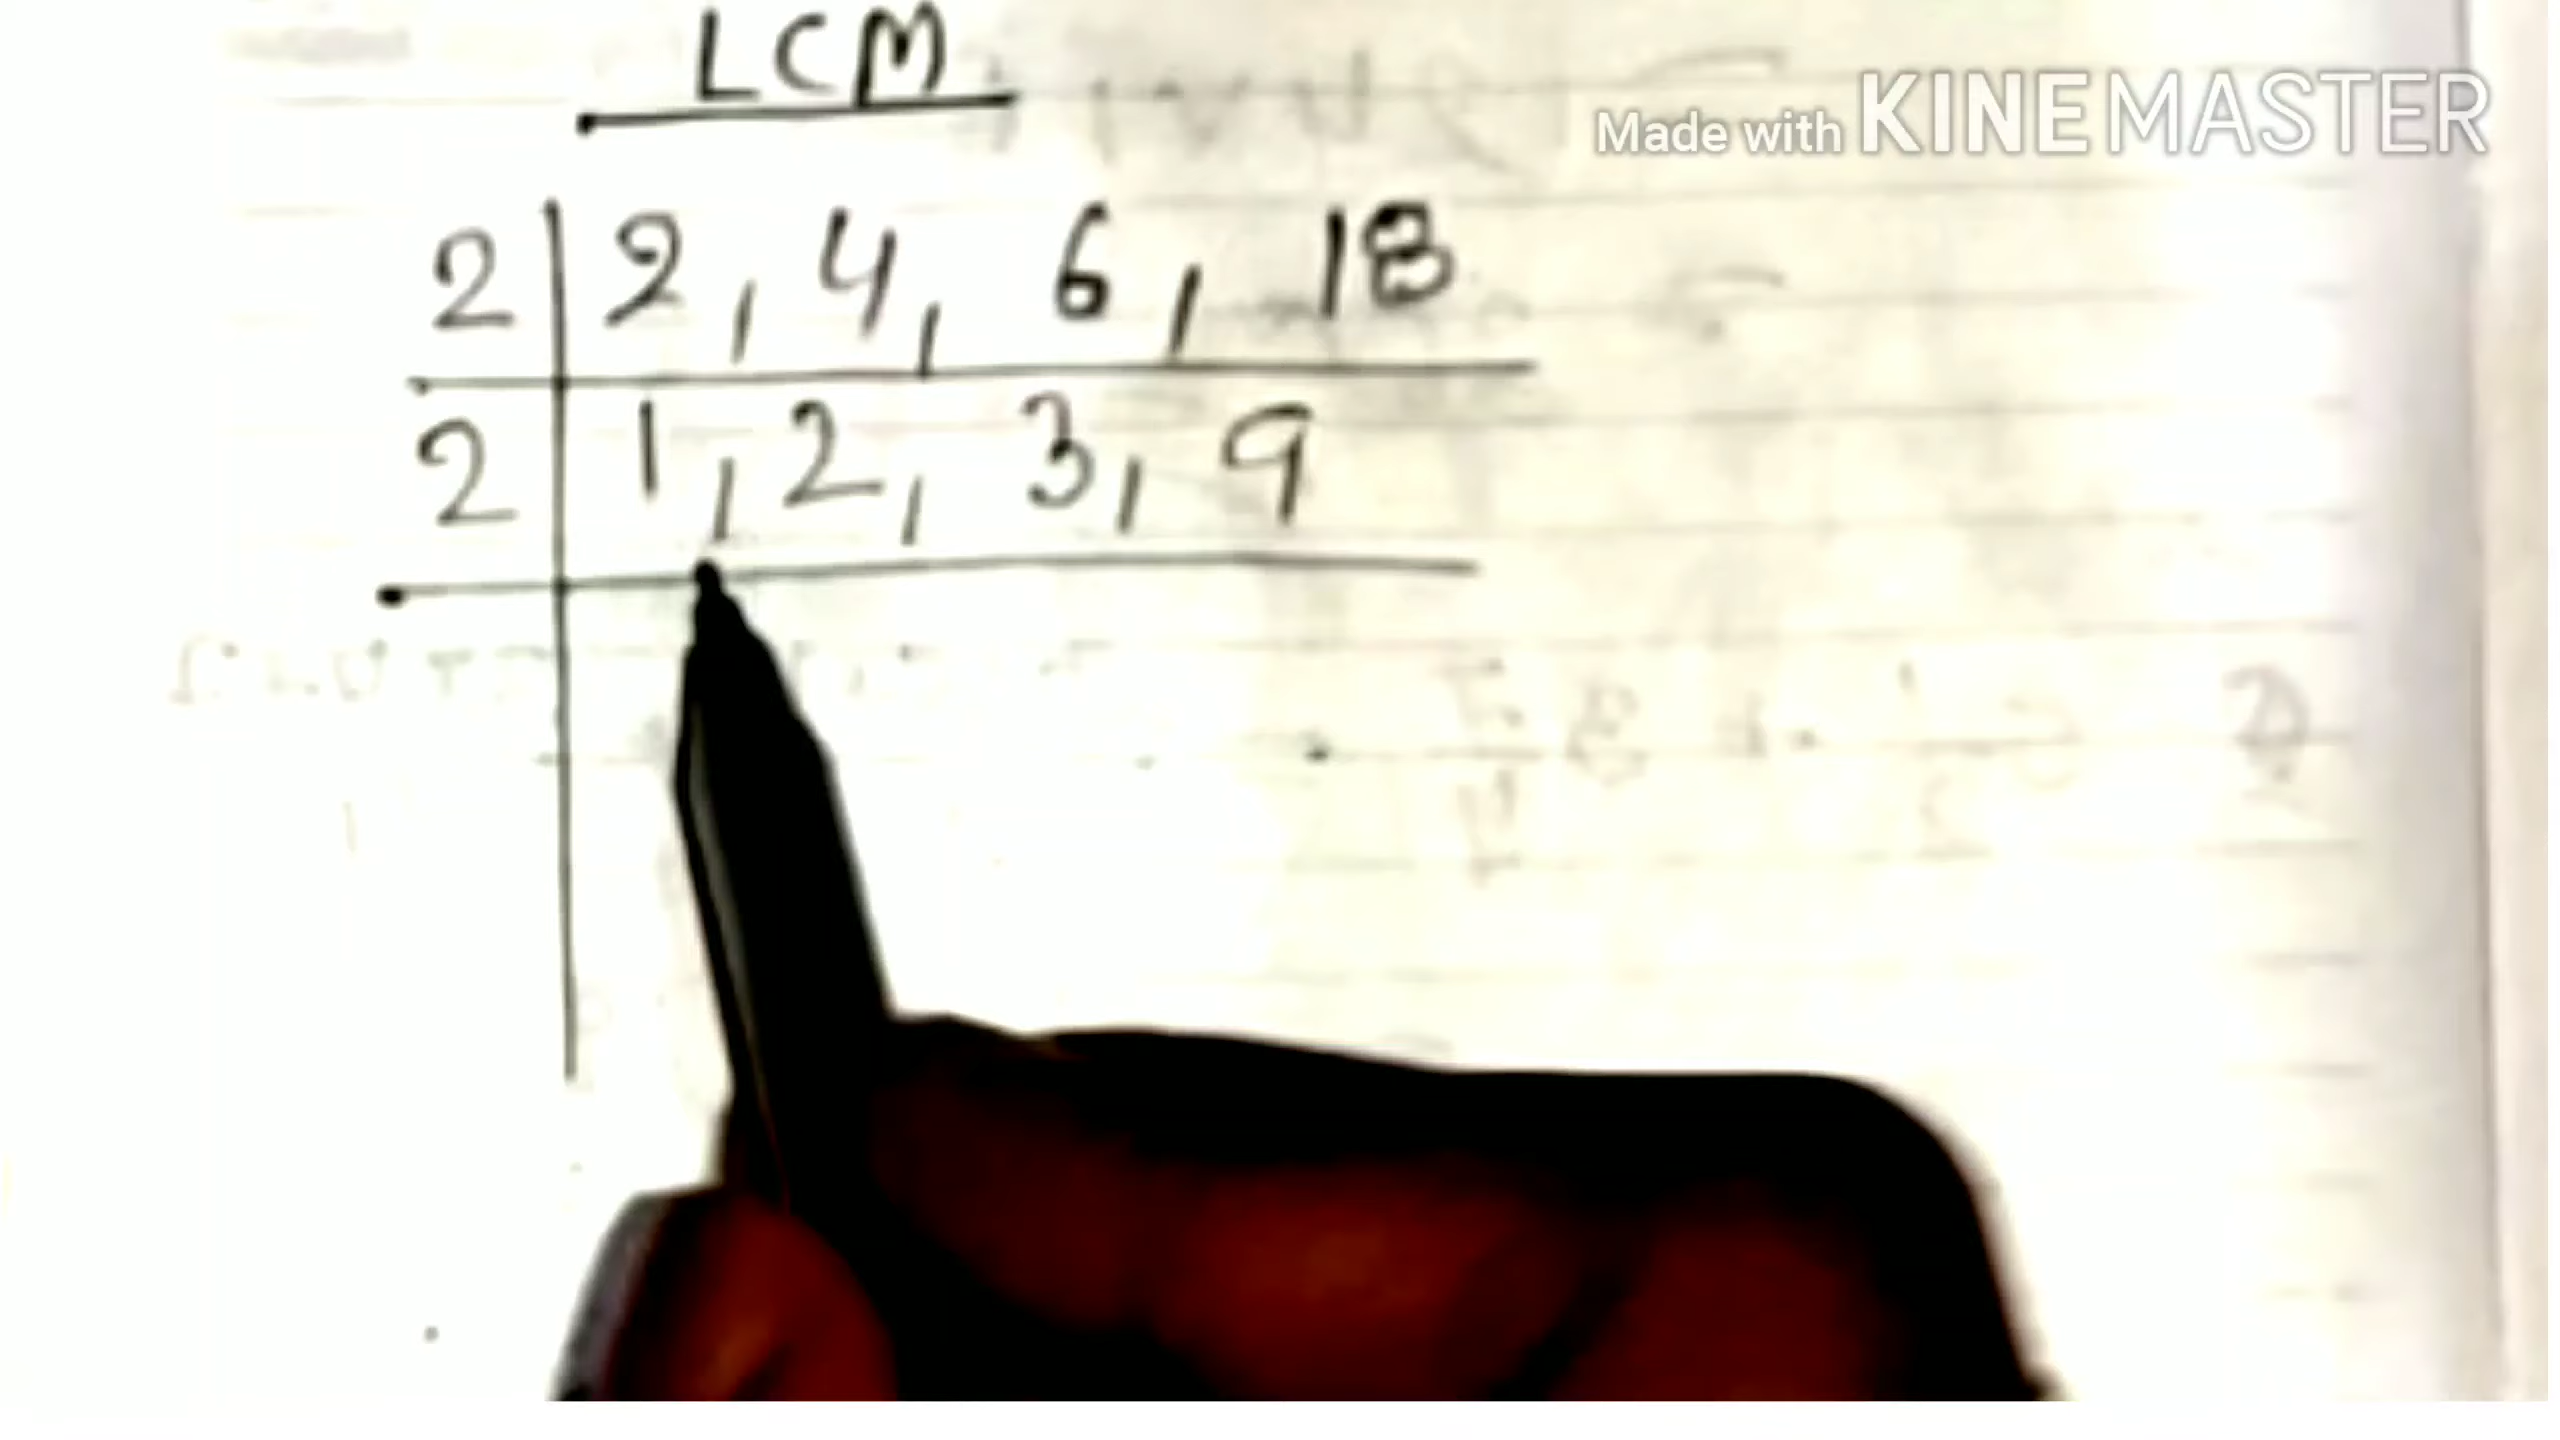 LCM
Made with KINEMASTER
2 | 2, 4, 6, 18
2 | 1, 2, 3, 9